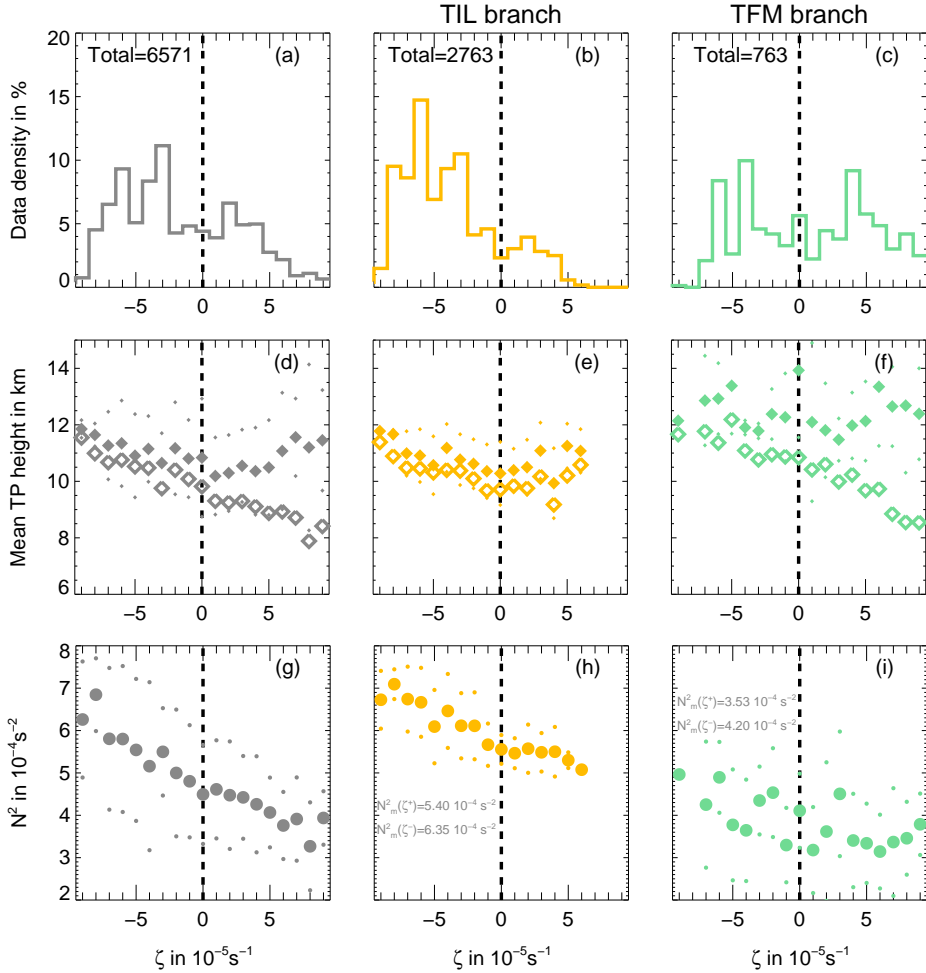 TIL branch
TFM branch
20
15
10
5
0
Data density in %
Total=6571
(a)
Total=2763
(b)
Total=763
(c)
−5 0 5
−5 0 5
−5 0 5
14
12
10
8
6
Mean TP height in km
(d)
(e)
(f)
−5 0 5
−5 0 5
−5 0 5
8
7
6
5
4
3
2
N² in 10⁻⁴s⁻²
(g)
(h)
N²ₘ(ζ⁺)=5.40 10⁻⁴ s⁻²
N²ₘ(ζ⁻)=6.35 10⁻⁴ s⁻²
(i)
N²ₘ(ζ⁺)=3.53 10⁻⁴ s⁻²
N²ₘ(ζ⁻)=4.20 10⁻⁴ s⁻²
−5 0 5
−5 0 5
−5 0 5
ζ in 10⁻⁵s⁻¹
ζ in 10⁻⁵s⁻¹
ζ in 10⁻⁵s⁻¹